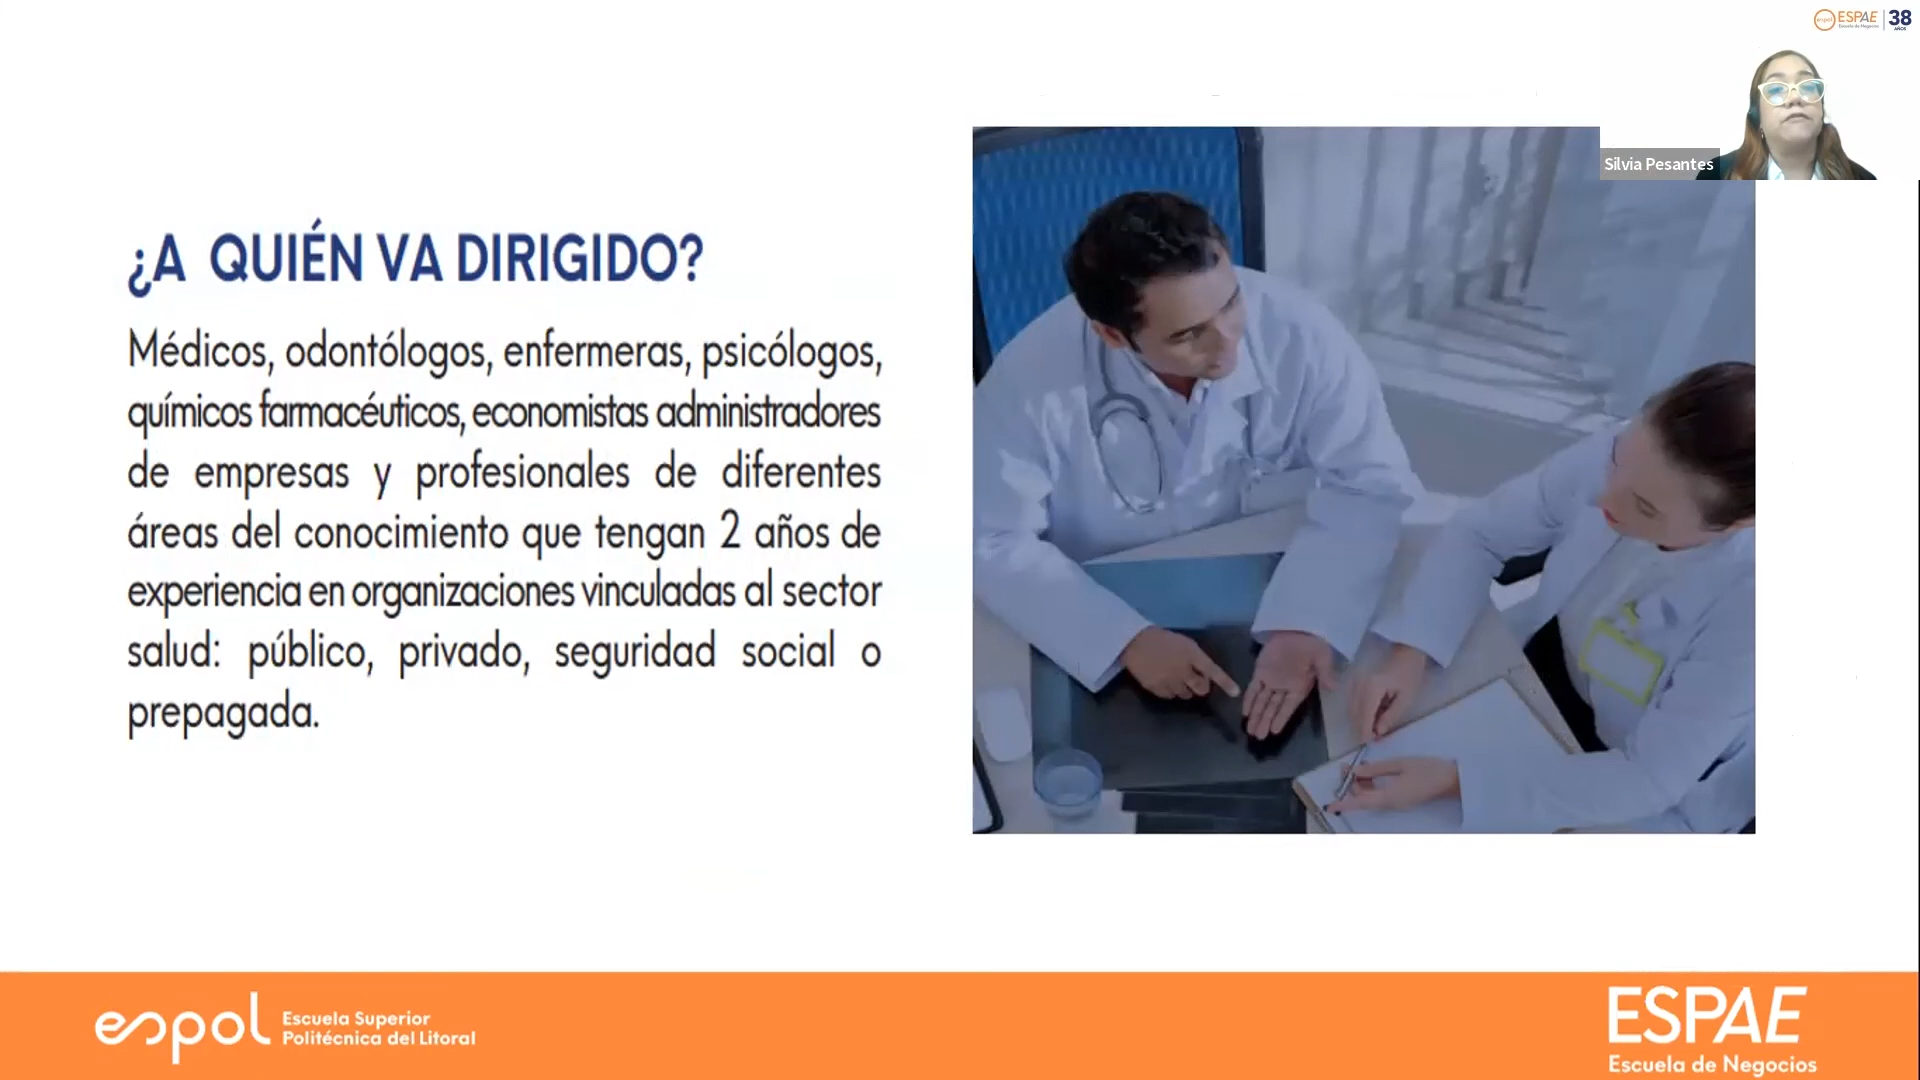 ESPAE
38
AÑOS
Silvia Pesantes
¿A QUIÉN VA DIRIGIDO?
Médicos, odontólogos, enfermeras, psicólogos,
químicos farmacéuticos, economistas administradores
de empresas y profesionales de diferentes
áreas del conocimiento que tengan 2 años de
experiencia en organizaciones vinculadas al sector
salud: público, privado, seguridad social o
prepagada.
espol
Escuela Superior
Politécnica del Litoral
ESPAE
Escuela de Negocios